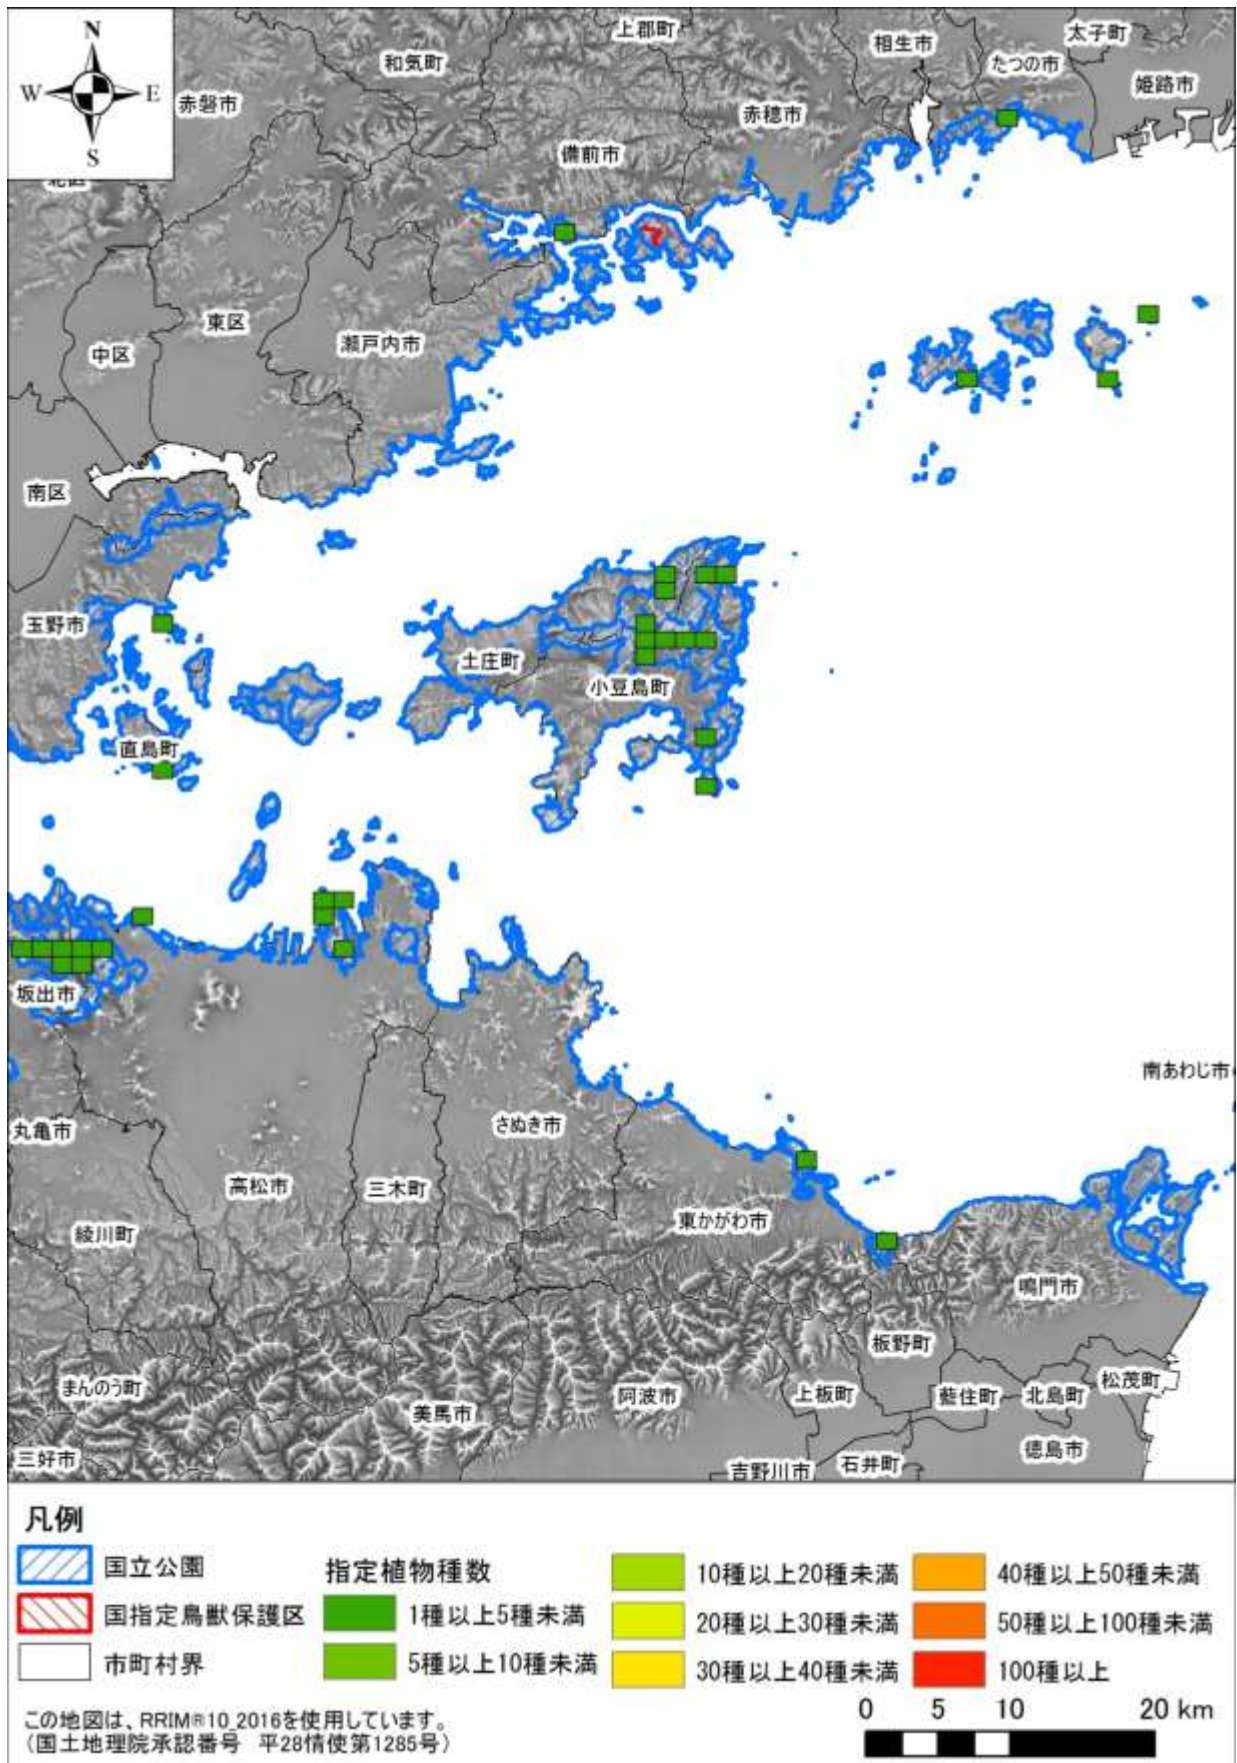 N
W
E
S
上郡町
相生市
太子町
たつの市
姫路市
和気町
赤磐市
赤穂市
備前市
北区
東区
中区
瀬戸内市
南区
玉野市
土庄町
小豆島町
直島町
坂出市
南あわじ市
丸亀市
さぬき市
高松市
三木町
綾川町
東かがわ市
鳴門市
板野町
まんのう町
美馬市
阿波市
上板町
藍住町
北島町
松茂町
三好市
吉野川市
石井町
徳島市
凡例
国立公園
国指定鳥獣保護区
市町村界
指定植物種数
1種以上5種未満
5種以上10種未満
10種以上20種未満
20種以上30種未満
30種以上40種未満
40種以上50種未満
50種以上100種未満
100種以上
この地図は、RRIM®10_2016を使用しています。
（国土地理院承認番号 平28情使第1285号）
0 5 10 20 km